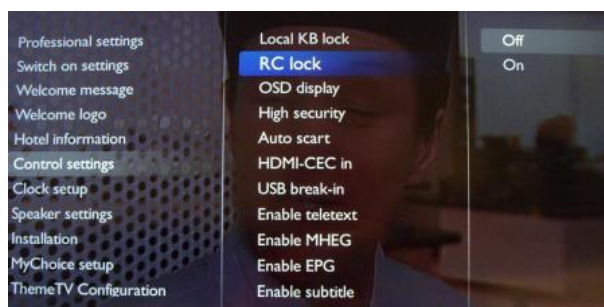 Professional settings
Switch on settings
Welcome message
Welcome logo
Hotel information
Control settings
Clock setup
Speaker settings
Installation
MyChoice setup
ThemeTV Configuration
Local KB lock
RC lock
OSD display
High security
Auto scart
HDMI-CEC in
USB break-in
Enable teletext
Enable MHEG
Enable EPG
Enable subtitle
Off
On